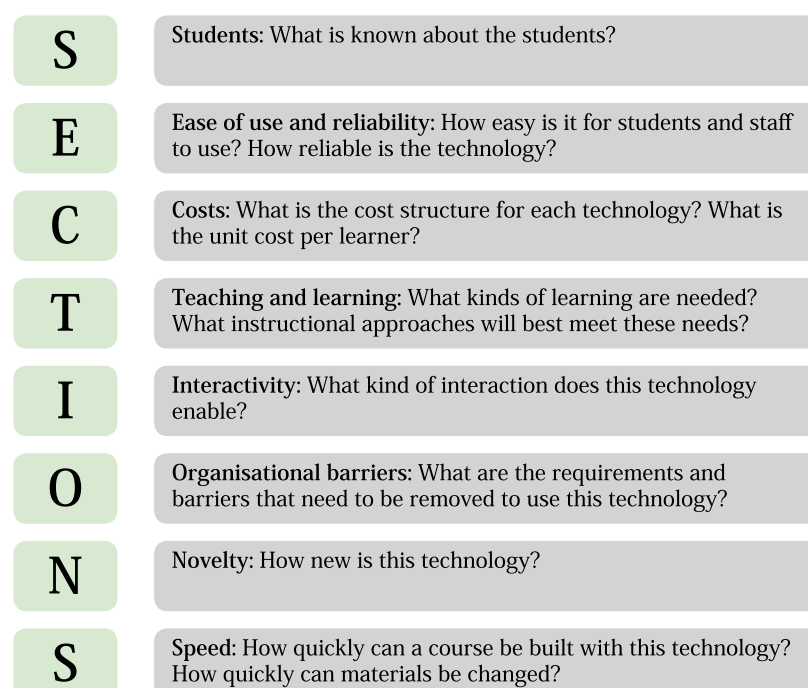 S
Students: What is known about the students?
E
Ease of use and reliability: How easy is it for students and staff
to use? How reliable is the technology?
C
Costs: What is the cost structure for each technology? What is
the unit cost per learner?
T
Teaching and learning: What kinds of learning are needed?
What instructional approaches will best meet these needs?
I
Interactivity: What kind of interaction does this technology
enable?
O
Organisational barriers: What are the requirements and
barriers that need to be removed to use this technology?
N
Novelty: How new is this technology?
S
Speed: How quickly can a course be built with this technology?
How quickly can materials be changed?